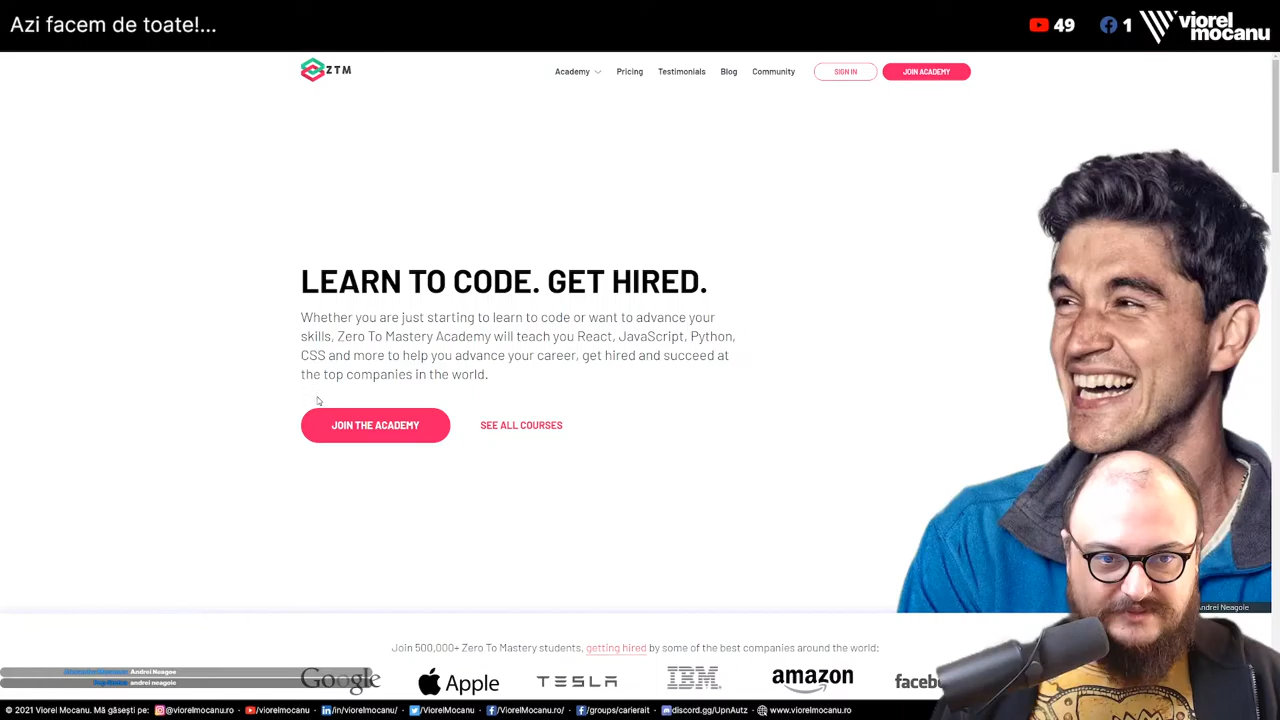 Azi facem de toate!...
49
1
viorel
mocanu
ZTM
Academy
Pricing
Testimonials
Blog
Community
SIGN IN
JOIN ACADEMY
LEARN TO CODE. GET HIRED.
Whether you are just starting to learn to code or want to advance your
skills, Zero To Mastery Academy will teach you React, JavaScript, Python,
CSS and more to help you advance your career, get hired and succeed at
the top companies in the world.
JOIN THE ACADEMY
SEE ALL COURSES
Andrei Neagoie
Join 500,000+ Zero To Mastery students, getting hired by some of the best companies around the world:
Google
Apple
TESLA
IBM
amazon
facebo
Andrei Neagoe
andrei neagoie
© 2021 Viorel Mocanu. Mă găsești pe:
@viorelmocanu.ro
/viorelmocanu
in/viorelmocanu/
/ViorelMocanu
/ViorelMocanu.ro/
/groups/carierait
discord.gg/UpnAutz
www.viorelmocanu.ro